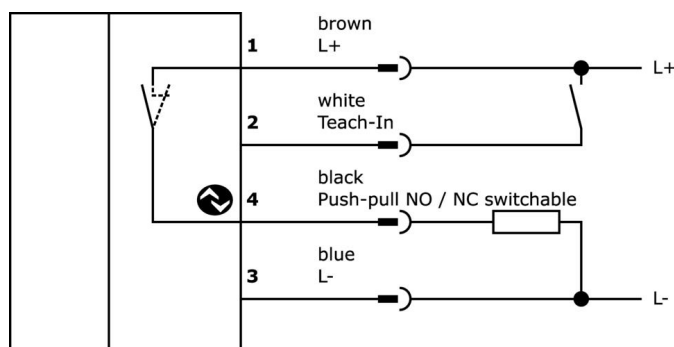 brown
1 L+
L+
white
2 Teach-In
black
4 Push-pull NO / NC switchable
blue
3 L-
L-